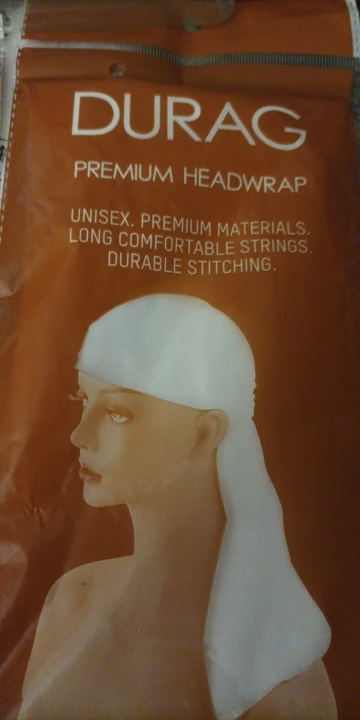 DURAG
PREMIUM HEADWRAP
UNISEX. PREMIUM MATERIALS.
LONG COMFORTABLE STRINGS.
DURABLE STITCHING.